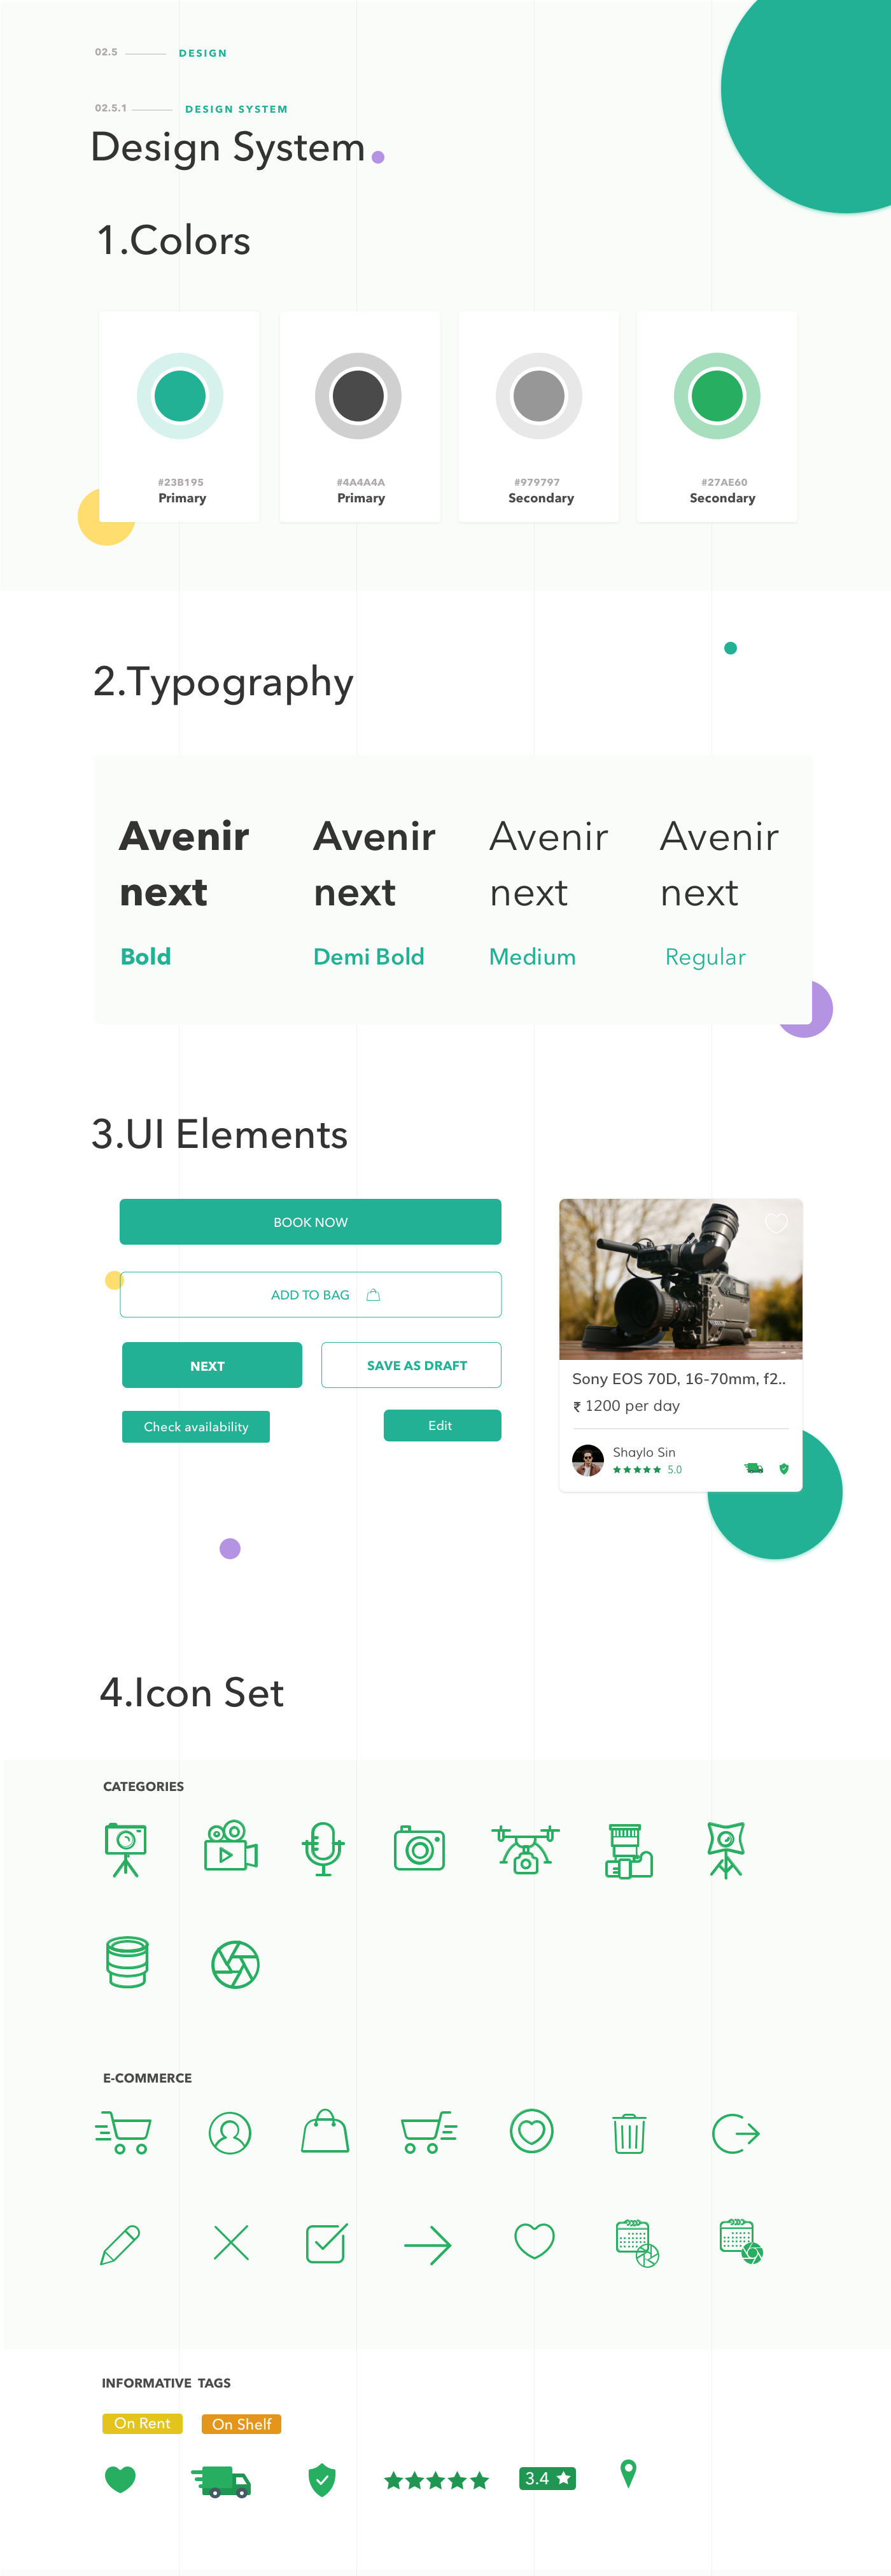 02.5 DESIGN
02.5.1 DESIGN SYSTEM
Design System
1.Colors
#23B195
Primary
#4A4A4A
Primary
#979797
Secondary
#27AE60
Secondary
2.Typography
Avenir
next
Bold
Avenir
next
Demi Bold
Avenir
next
Medium
Avenir
next
Regular
3.UI Elements
BOOK NOW
ADD TO BAG
NEXT
SAVE AS DRAFT
Check availability
Edit
Sony EOS 70D, 16-70mm, f2..
₹ 1200 per day
Shaylo Sin
5.0
4.Icon Set
CATEGORIES
E-COMMERCE
INFORMATIVE TAGS
On Rent
On Shelf
3.4